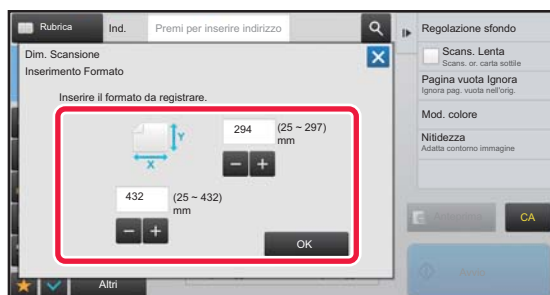 Rubrica
Ind.
Premi per inserire indirizzo
Dim. Scansione
Inserimento Formato
Inserire il formato da registrare.
Y
X
294
(25 ~ 297)
mm
432
(25 ~ 432)
mm
OK
Altri
Regolazione sfondo
Scans. Lenta
Scans. or. carta sottile
Pagina vuota Ignora
Ignora pag. vuota nell'orig.
Mod. colore
Nitidezza
Adatta contorno immagine
CA